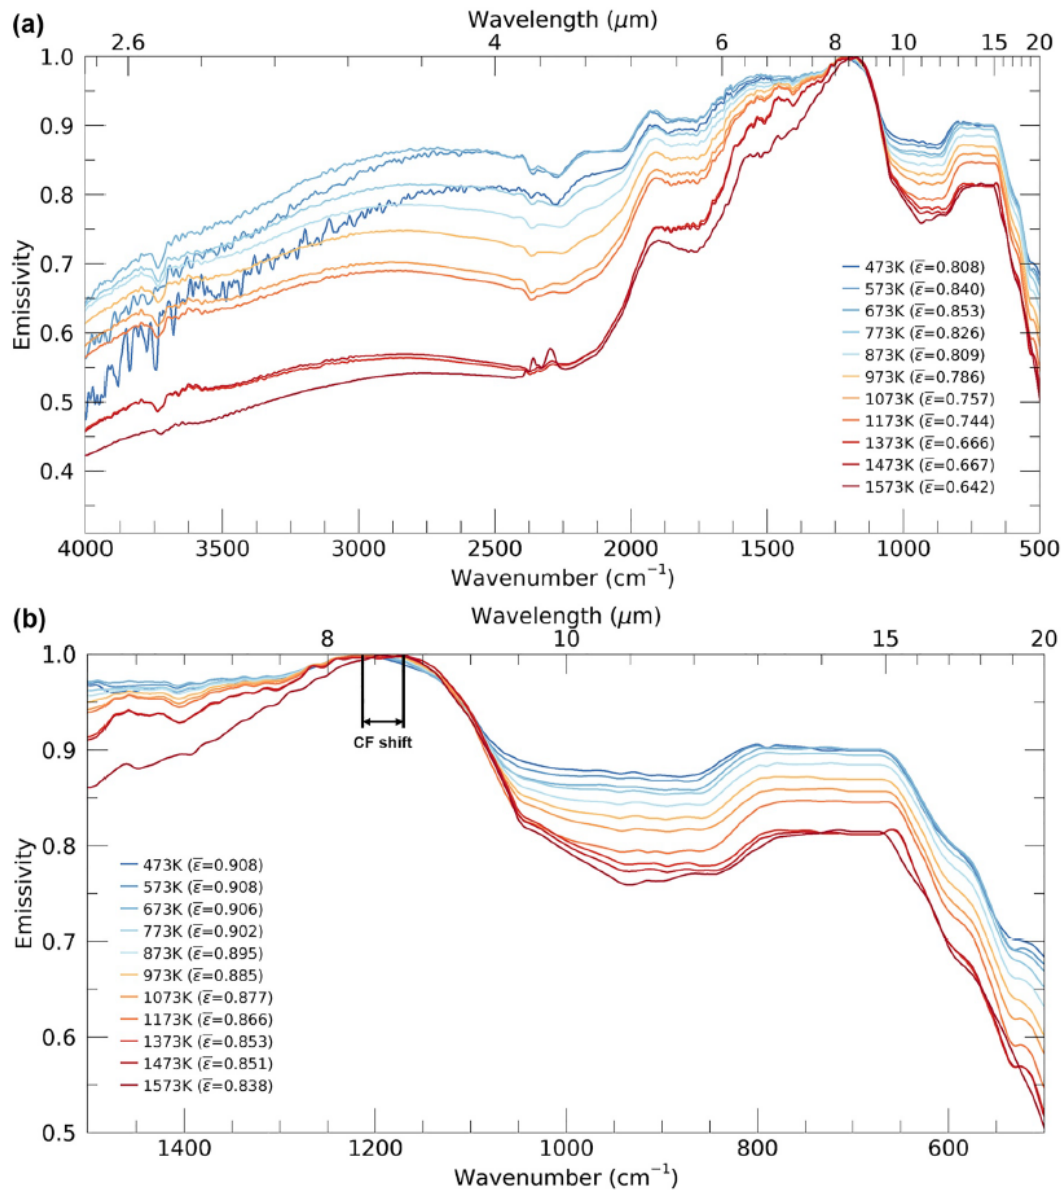 (a)
Wavelength (μm)
2.6 4 6 8 10 15 20
1.0
0.9
0.8
0.7
0.6
0.5
0.4
Emissivity
473K (ε̅=0.808)
573K (ε̅=0.840)
673K (ε̅=0.853)
773K (ε̅=0.826)
873K (ε̅=0.809)
973K (ε̅=0.786)
1073K (ε̅=0.757)
1173K (ε̅=0.744)
1373K (ε̅=0.666)
1473K (ε̅=0.667)
1573K (ε̅=0.642)
4000 3500 3000 2500 2000 1500 1000 500
Wavenumber (cm⁻¹)
(b)
Wavelength (μm)
8 10 15 20
1.0
0.9
0.8
0.7
0.6
0.5
Emissivity
CF shift
473K (ε̅=0.908)
573K (ε̅=0.908)
673K (ε̅=0.906)
773K (ε̅=0.902)
873K (ε̅=0.895)
973K (ε̅=0.885)
1073K (ε̅=0.877)
1173K (ε̅=0.866)
1373K (ε̅=0.853)
1473K (ε̅=0.851)
1573K (ε̅=0.838)
1400 1200 1000 800 600
Wavenumber (cm⁻¹)